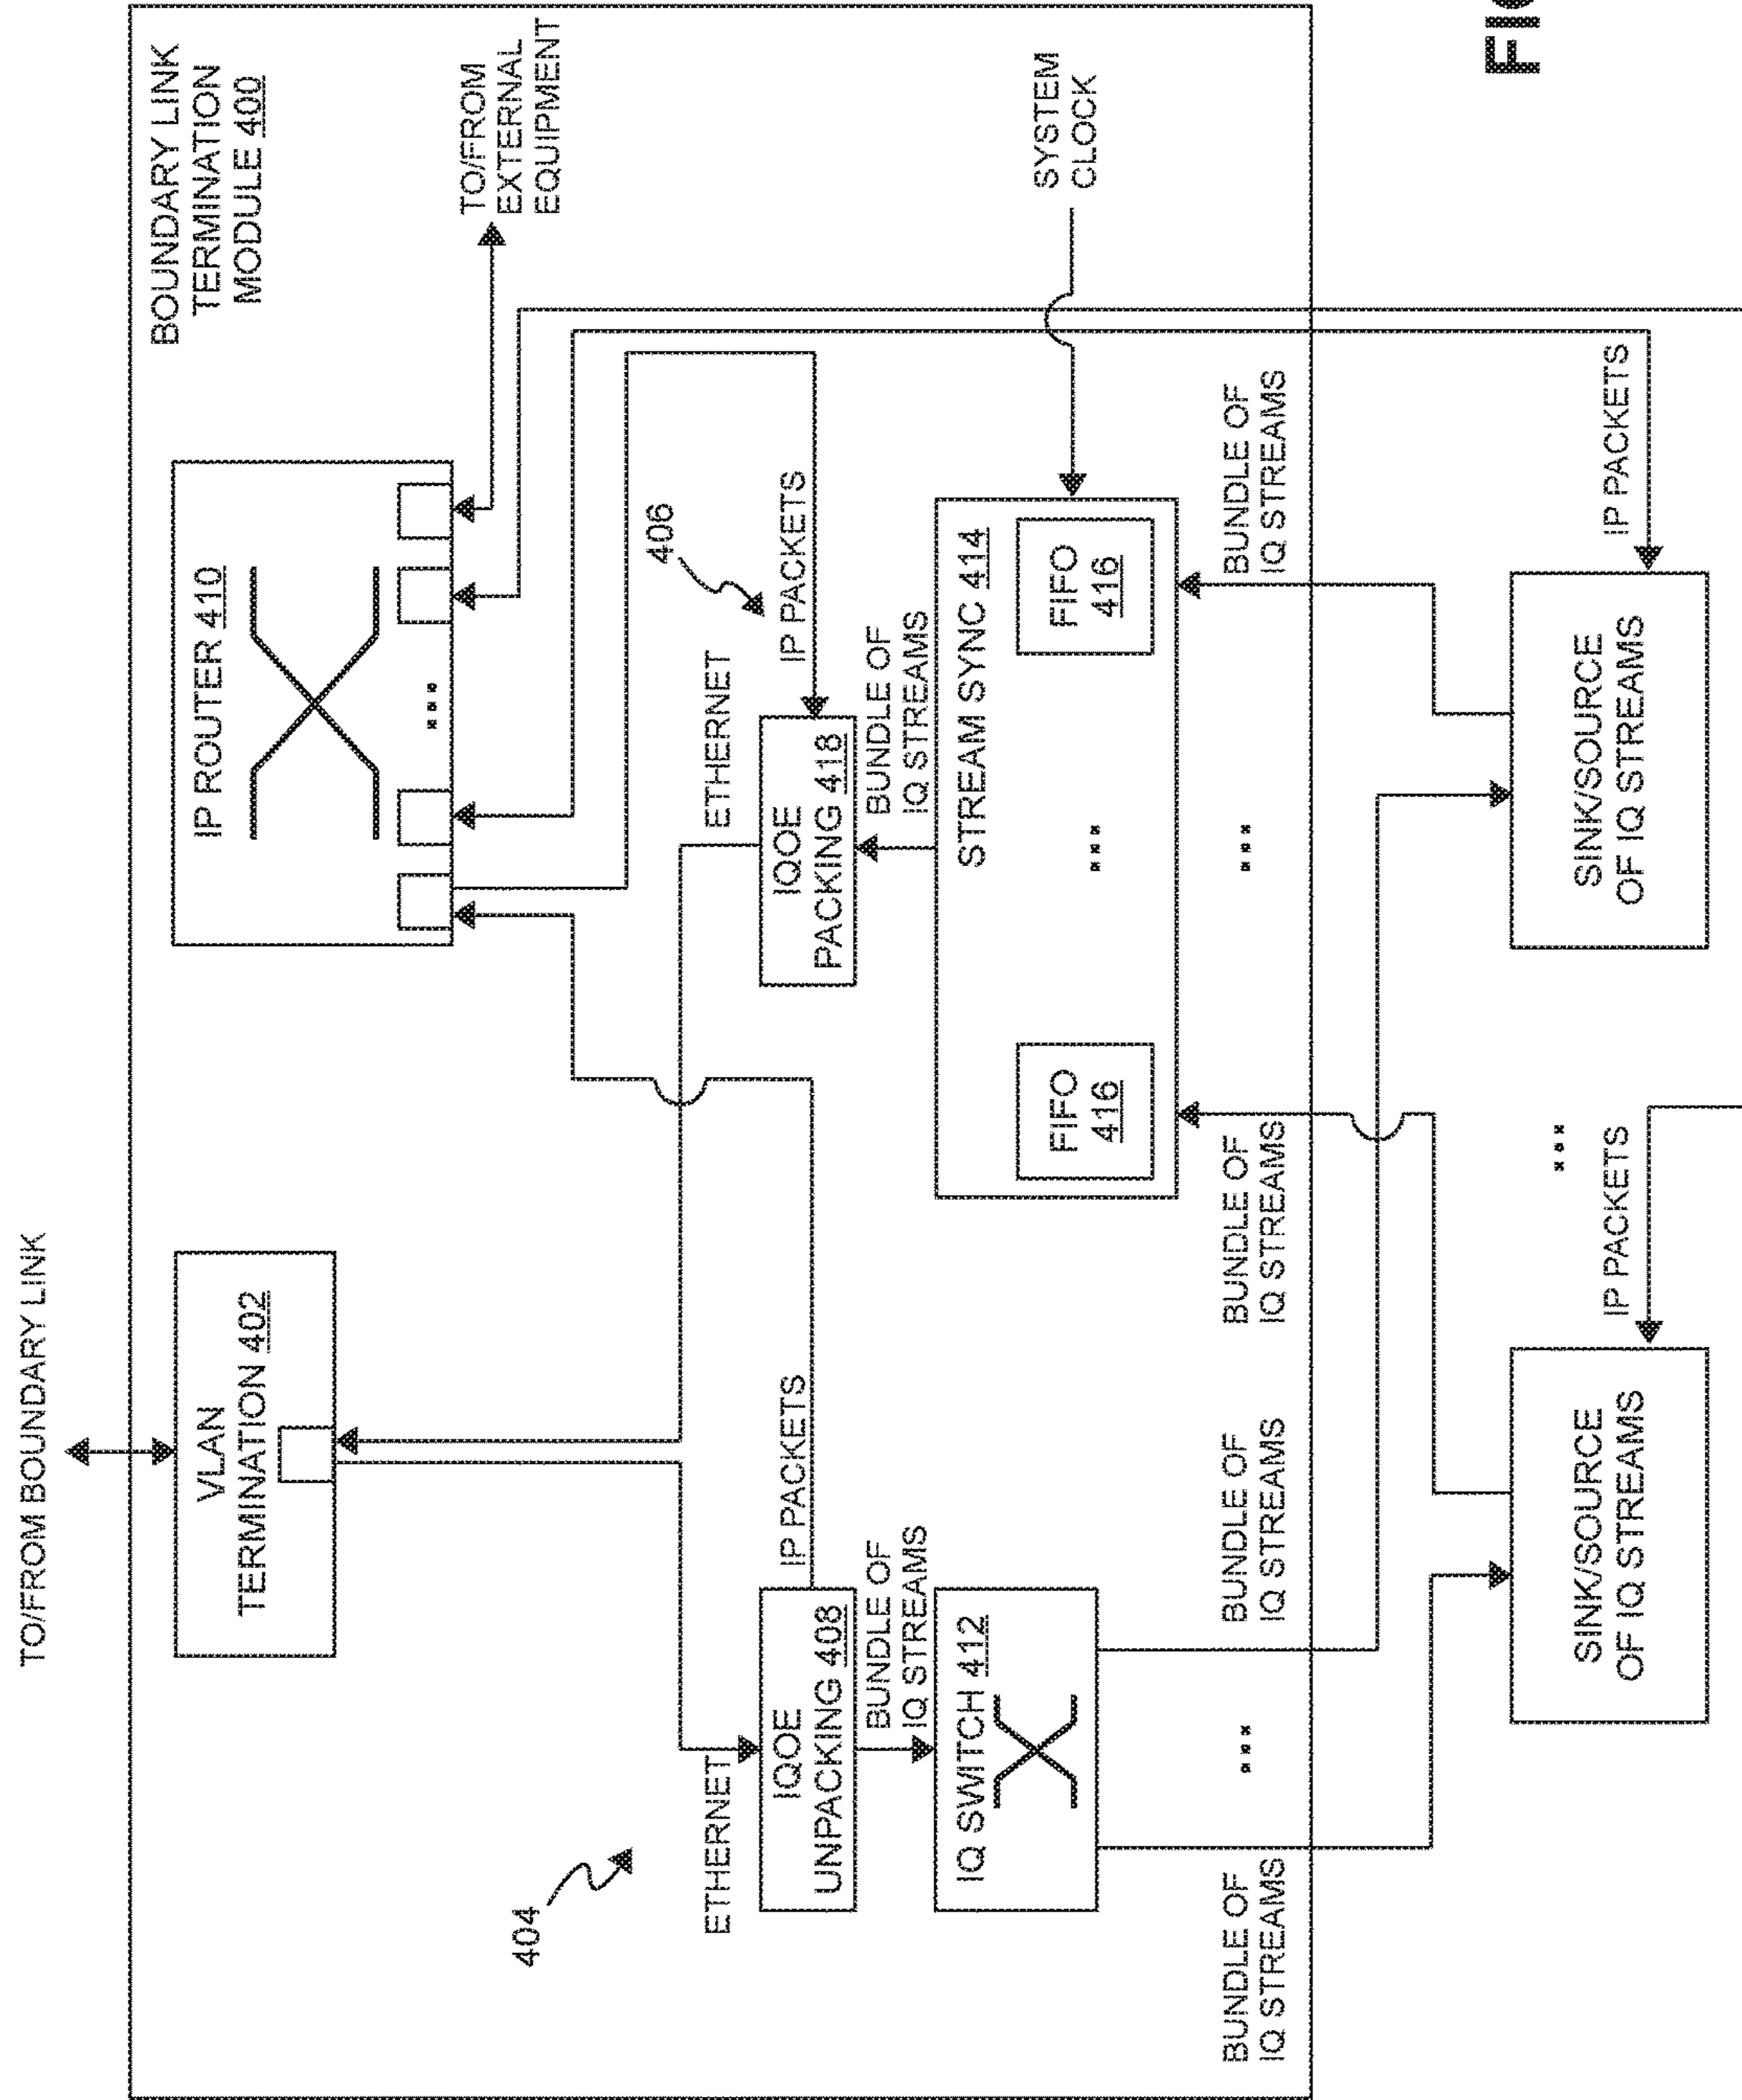 TO/FROM BOUNDARY LINK
BOUNDARY LINK
TERMINATION
MODULE 400
VLAN
TERMINATION 402
IP ROUTER 410
TO/FROM
EXTERNAL
EQUIPMENT
404
406
ETHERNET
ETHERNET
IP PACKETS
IP PACKETS
IQOE
UNPACKING 408
IQOE
PACKING 418
BUNDLE OF
IQ STREAMS
BUNDLE OF
IQ STREAMS
IQ SWITCH 412
STREAM SYNC 414
FIFO
416
FIFO
416
SYSTEM
CLOCK
BUNDLE OF
IQ STREAMS
BUNDLE OF
IQ STREAMS
BUNDLE OF
IQ STREAMS
BUNDLE OF
IQ STREAMS
SINK/SOURCE
OF IQ STREAMS
IP PACKETS
SINK/SOURCE
OF IQ STREAMS
IP PACKETS